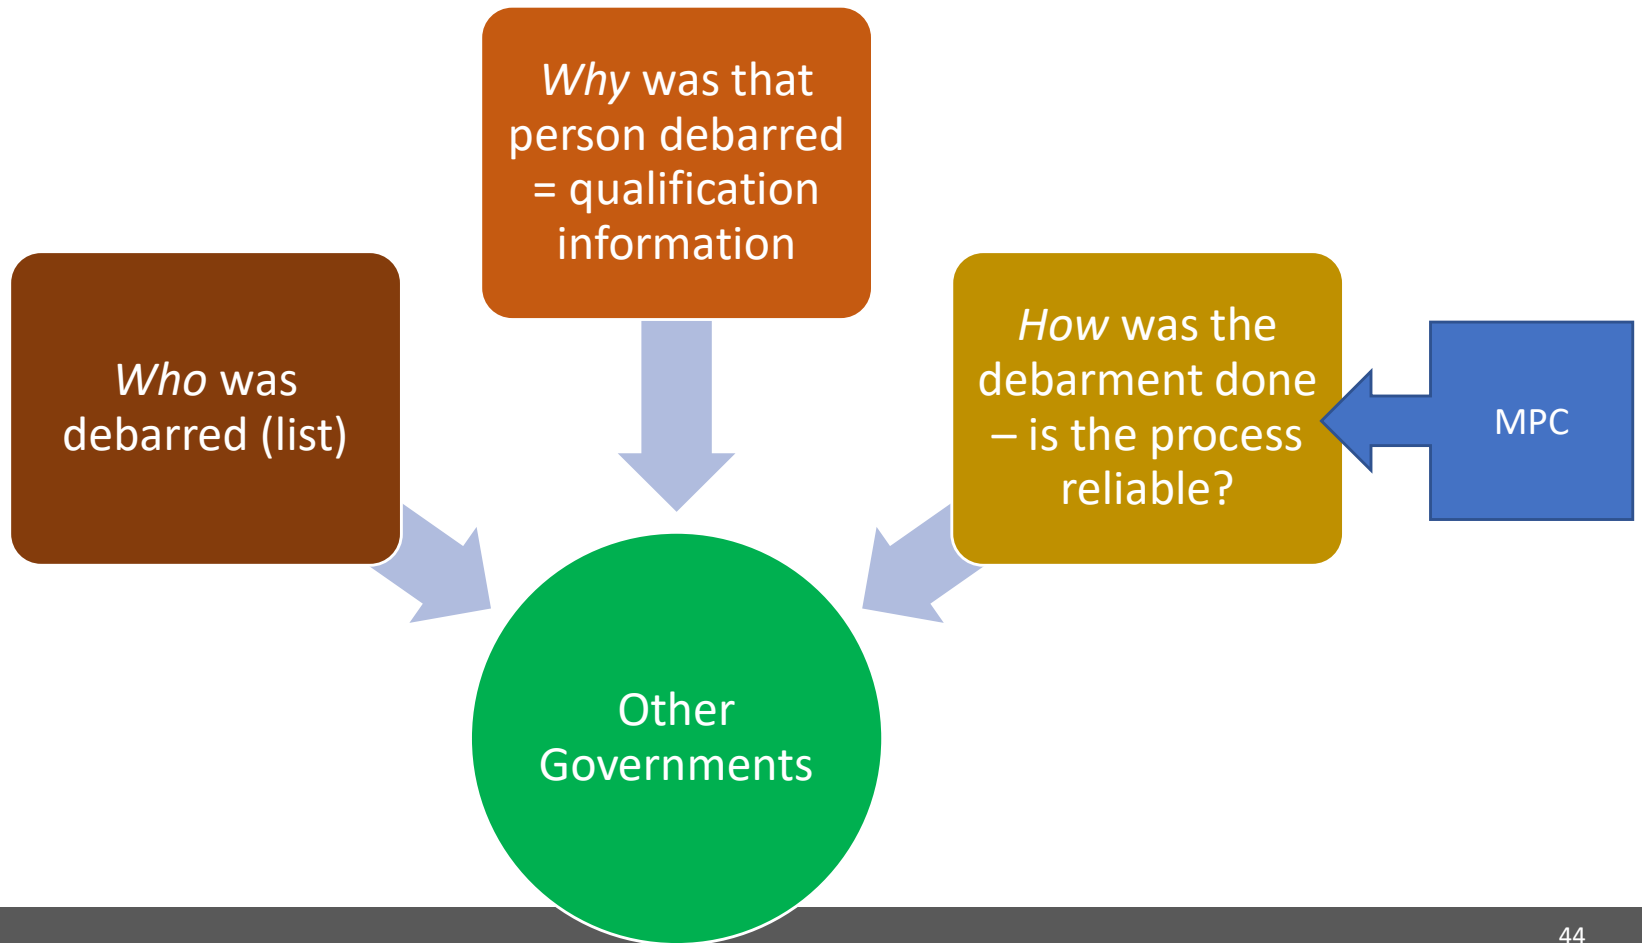 Why was that
person debarred
= qualification
information
Who was
debarred (list)
How was the
debarment done
– is the process
reliable?
MPC
Other
Governments
44